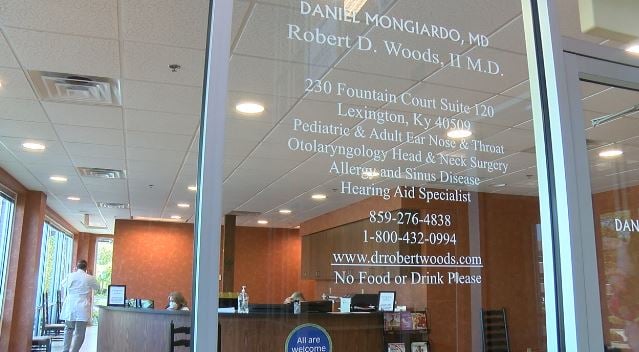 DANIEL MONGIARDO, MD
Robert D. Woods, II M.D.
230 Fountain Court Suite 120
Lexington, Ky 40509
Pediatric & Adult Ear Nose & Throat
Otolaryngology Head & Neck Surgery
Allergy and Sinus Disease
Hearing Aid Specialist
859-276-4838
1-800-432-0994
www.drrobertwoods.com
No Food or Drink Please
DAN
All are
welcome